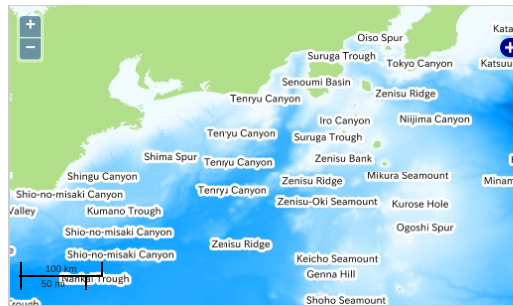 +
−
Kata
Oiso Spur
Suruga Trough
Tokyo Canyon
Katsuu
Senoumi Basin
Zenisu Ridge
Tenryu Canyon
Iro Canyon
Niijima Canyon
Tenryu Canyon
Suruga Trough
Shima Spur
Tenryu Canyon
Zenisu Bank
Shingu Canyon
Mikura Seamount
Zenisu Ridge
Minam
Shio-no-misaki Canyon
Tenryu Canyon
Zenisu-Oki Seamount
Kurose Hole
Valley
Kumano Trough
Ogoshi Spur
Shio-no-misaki Canyon
Zenisu Ridge
Shio-no-misaki Canyon
Keicho Seamount
100 km
Genna Hill
Nankai Trough
50 mi
Shoho Seamount
Trough